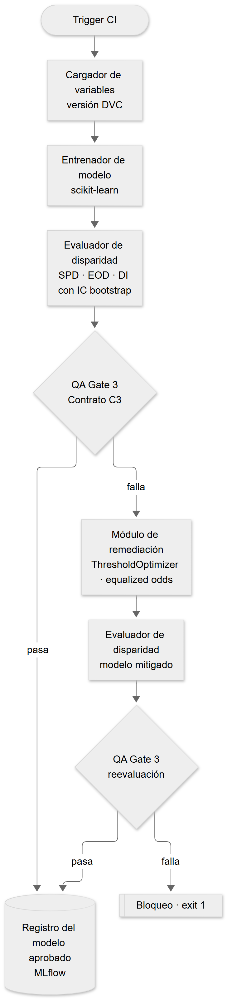 Trigger CI
Cargador de
variables
versión DVC
Entrenador de
modelo
scikit-learn
Evaluador de
disparidad
SPD · EOD · DI
con IC bootstrap
QA Gate 3
Contrato C3
falla
Módulo de
remediación
ThresholdOptimizer
· equalized odds
Evaluador de
disparidad
modelo mitigado
pasa
QA Gate 3
reevaluación
pasa
falla
Bloqueo · exit 1
Registro del
modelo
aprobado
MLflow